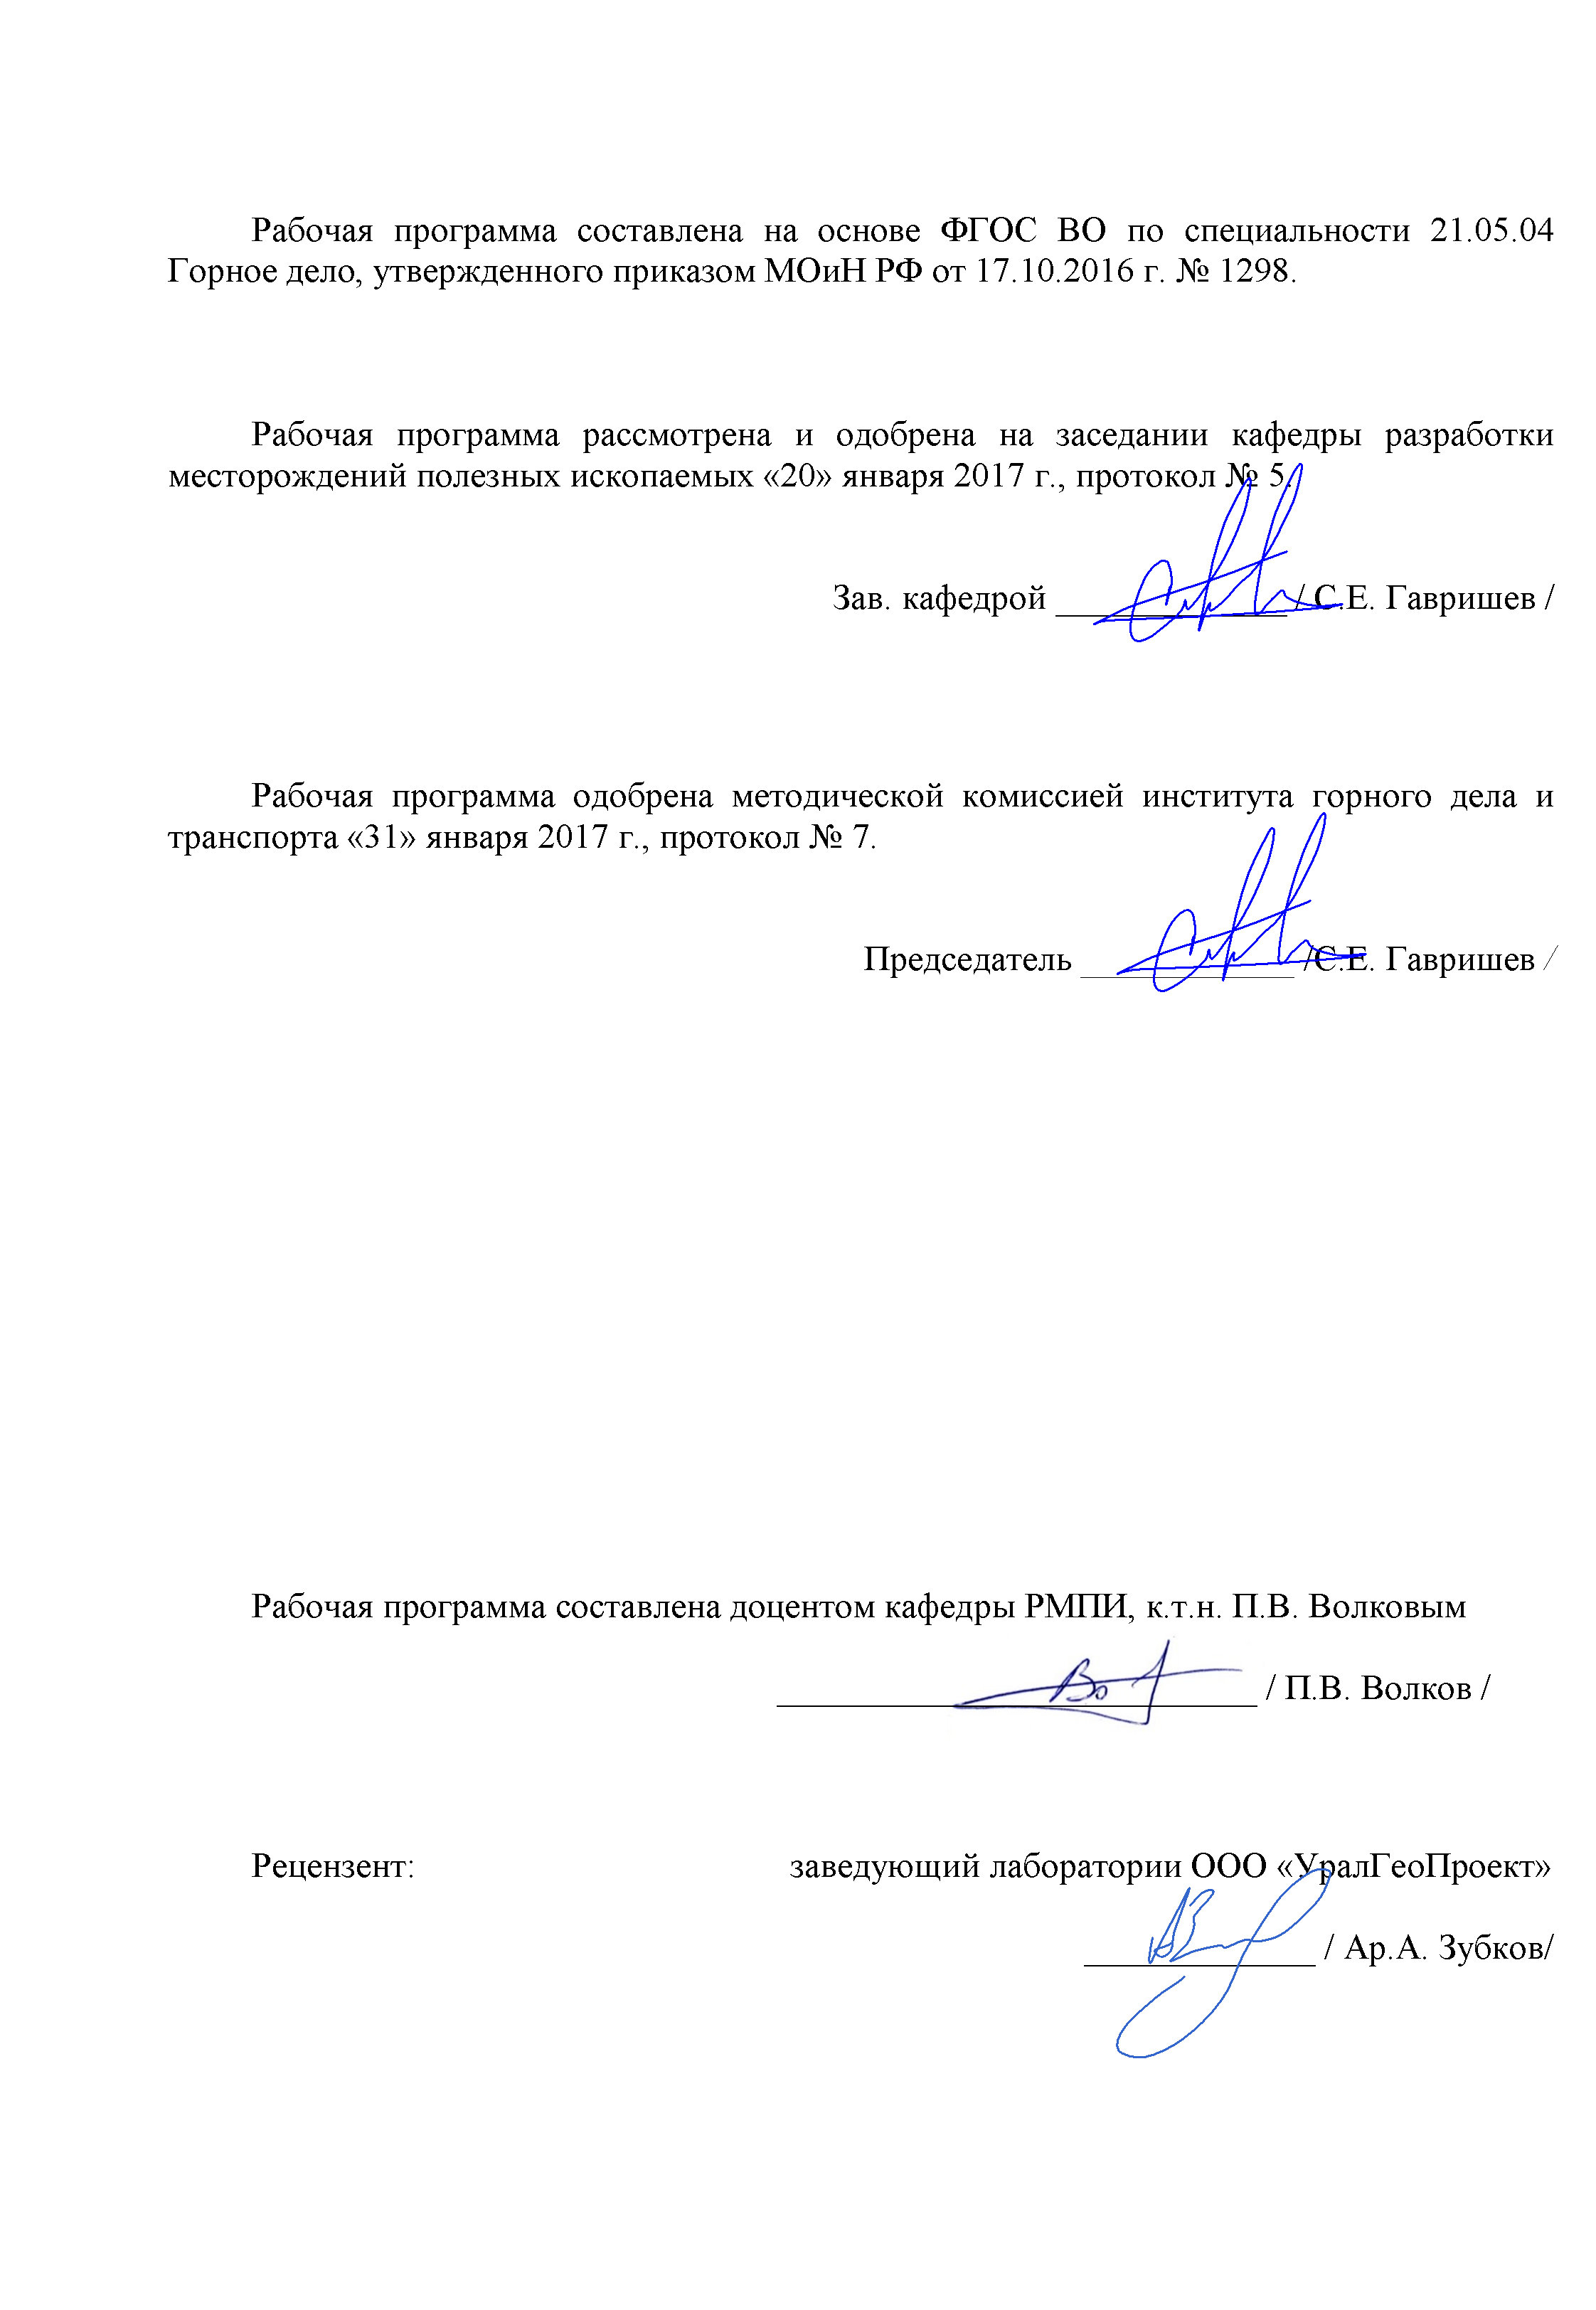 Рабочая программа составлена на основе ФГОС ВО по специальности 21.05.04
Горное дело, утвержденного приказом МОиН РФ от 17.10.2016 г. № 1298.
Рабочая программа рассмотрена и одобрена на заседании кафедры разработки
месторождений полезных ископаемых «20» января 2017 г., протокол № 5.
Зав. кафедрой _____________ / С.Е. Гавришев /
Рабочая программа одобрена методической комиссией института горного дела и
транспорта «31» января 2017 г., протокол № 7.
Председатель ____________ /С.Е. Гавришев /
Рабочая программа составлена доцентом кафедры РМПИ, к.т.н. П.В. Волковым
___________________________ / П.В. Волков /
Рецензент: заведующий лаборатории ООО «УралГеоПроект»
_____________ / Ар.А. Зубков/